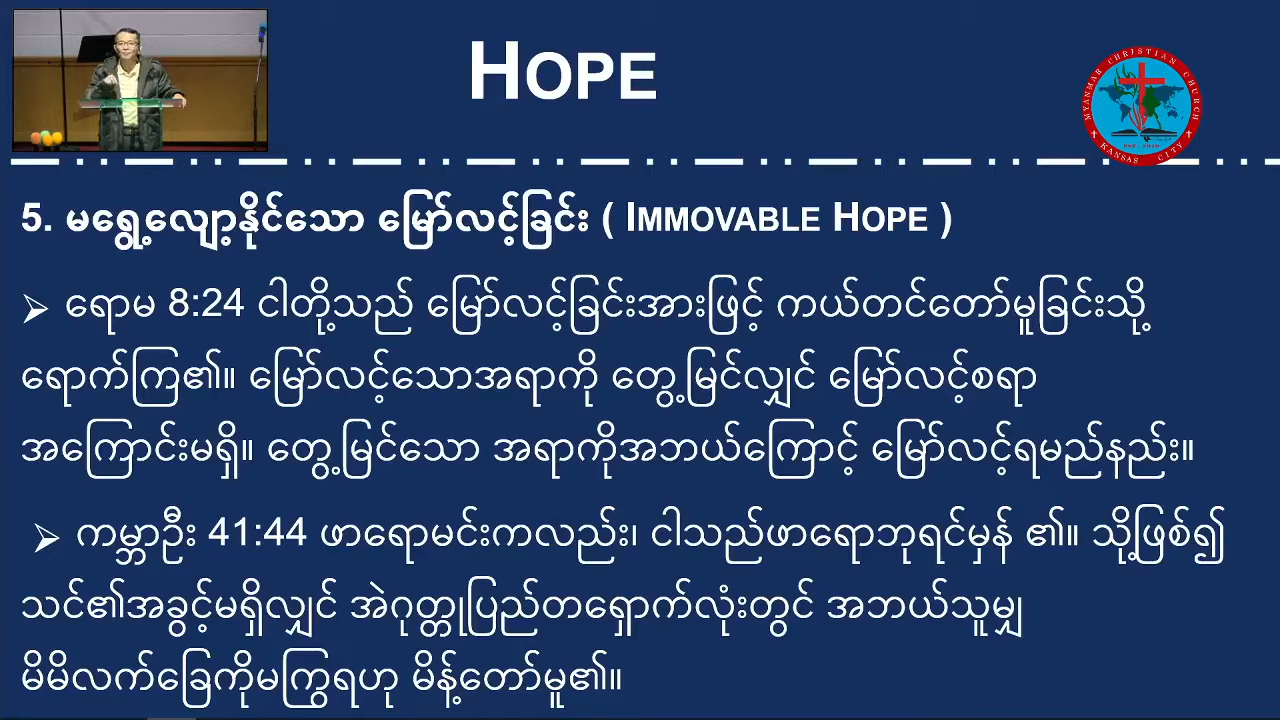 HOPE
MYANMAR CHRISTIAN CHURCH
KANSAS CITY
5. မရွေ့လျော့နိုင်သော မြော်လင့်ခြင်း ( IMMOVABLE HOPE )
➢ ရောမ 8:24 ငါတို့သည် မြော်လင့်ခြင်းအားဖြင့် ကယ်တင်တော်မူခြင်းသို့
ရောက်ကြ၏။ မြော်လင့်သောအရာကို တွေ့မြင်လျှင် မြော်လင့်စရာ
အကြောင်းမရှိ။ တွေ့မြင်သော အရာကိုအဘယ်ကြောင့် မြော်လင့်ရမည်နည်း။
➢ ကမ္ဘာဦး 41:44 ဖာရောမင်းကလည်း၊ ငါသည်ဖာရောဘုရင်မှန် ၏။ သို့ဖြစ်၍
သင်၏အခွင့်မရှိလျှင် အဲဂုတ္တုပြည်တရှောက်လုံးတွင် အဘယ်သူမျှ
မိမိလက်ခြေကိုမကြွရဟု မိန့်တော်မူ၏။